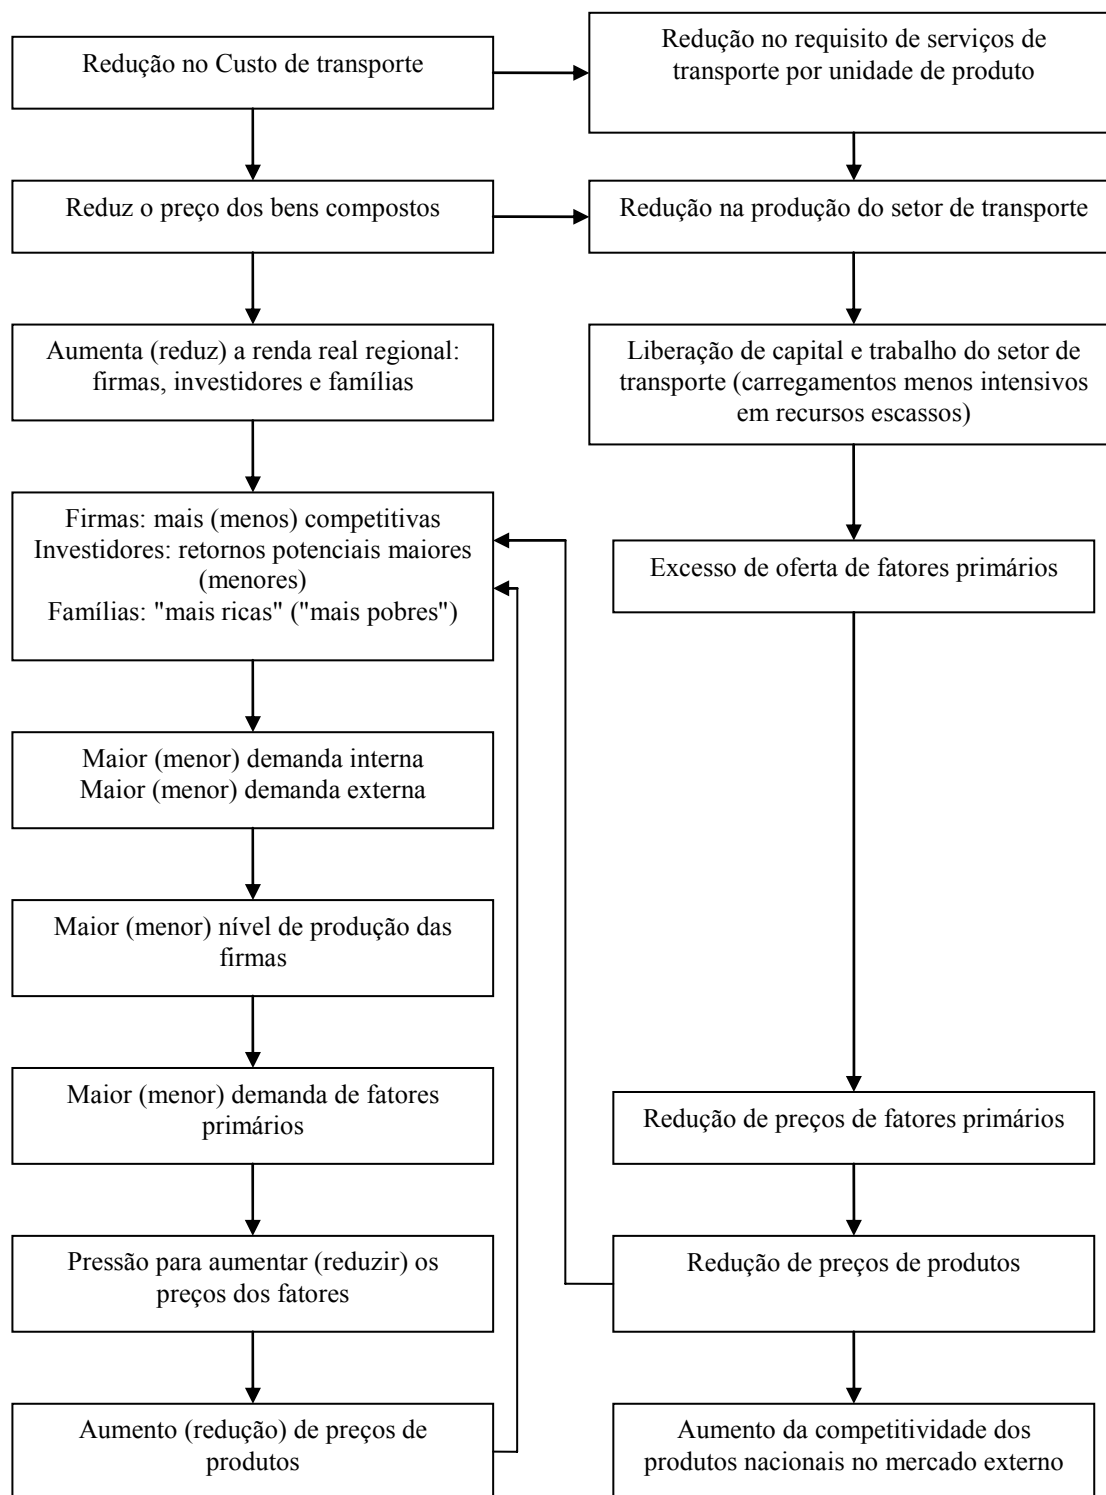 Redução no Custo de transporte
Redução no requisito de serviços de
transporte por unidade de produto
Reduz o preço dos bens compostos
Redução na produção do setor de transporte
Aumenta (reduz) a renda real regional:
firmas, investidores e famílias
Liberação de capital e trabalho do setor de
transporte (carregamentos menos intensivos
em recursos escassos)
Firmas: mais (menos) competitivas
Investidores: retornos potenciais maiores
(menores)
Famílias: "mais ricas" ("mais pobres")
Excesso de oferta de fatores primários
Maior (menor) demanda interna
Maior (menor) demanda externa
Maior (menor) nível de produção das
firmas
Maior (menor) demanda de fatores
primários
Redução de preços de fatores primários
Pressão para aumentar (reduzir) os
preços dos fatores
Redução de preços de produtos
Aumento (redução) de preços de
produtos
Aumento da competitividade dos
produtos nacionais no mercado externo